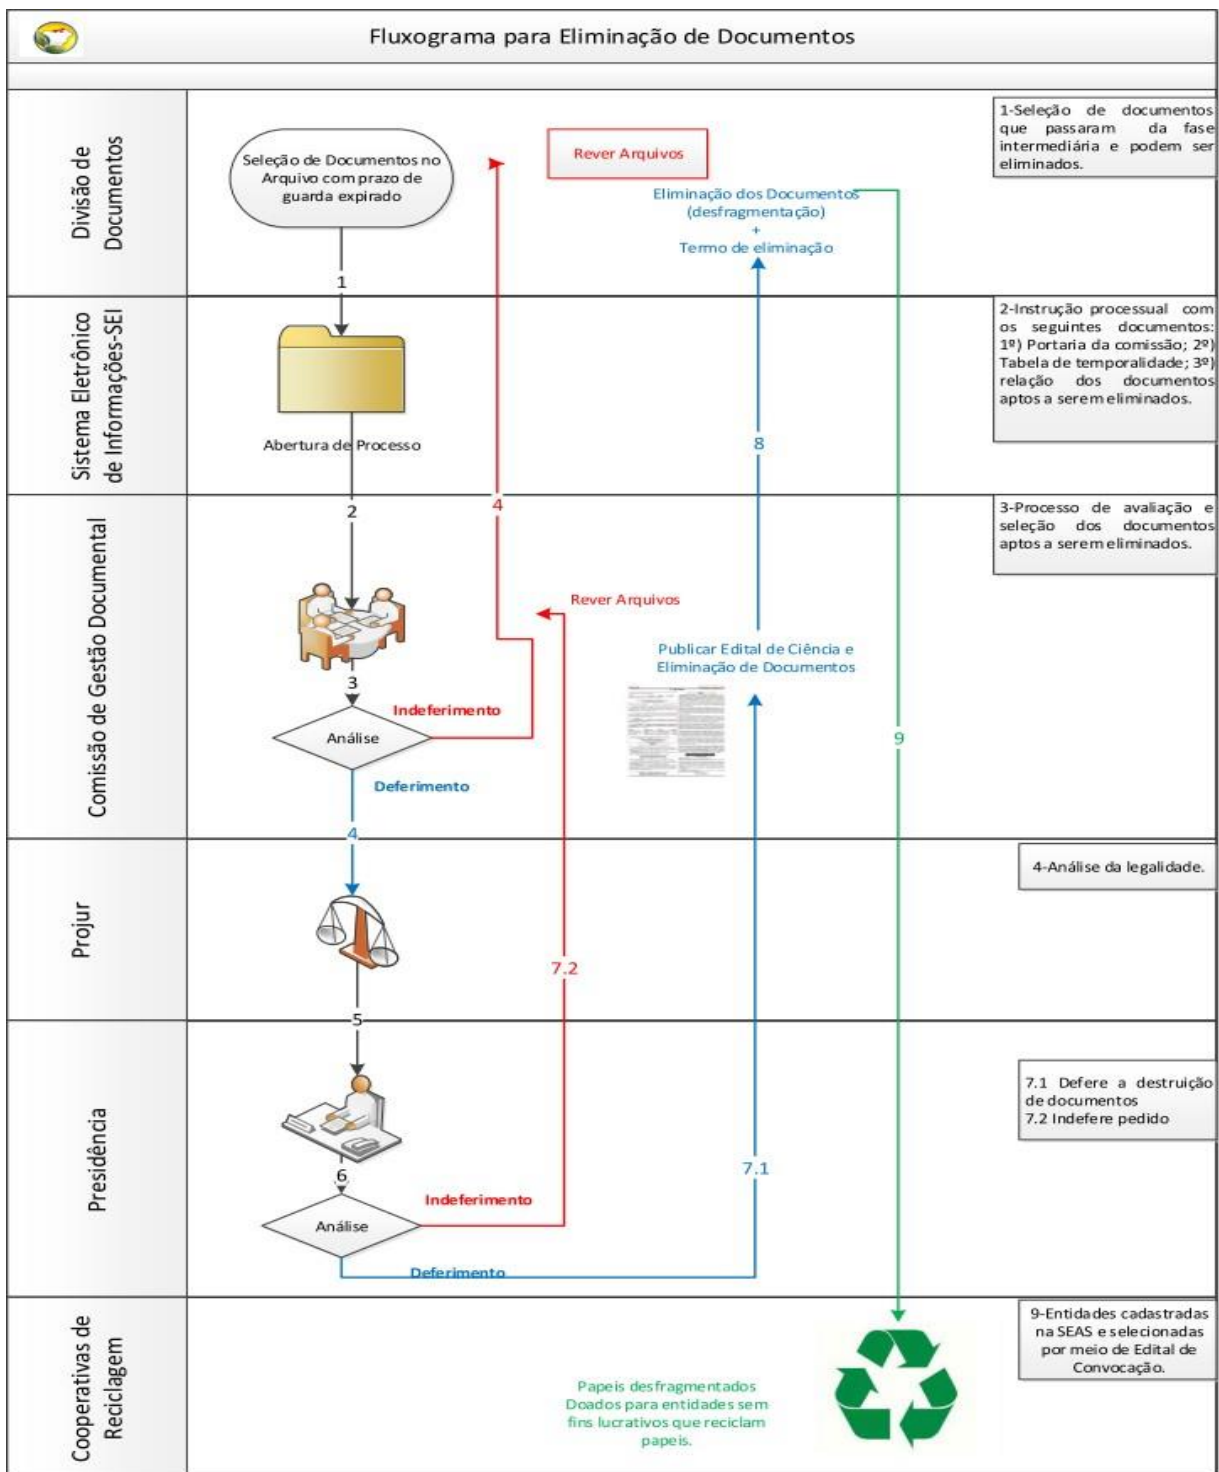 Fluxograma para Eliminação de Documentos
Divisão de
Documentos
Seleção de Documentos no
Arquivo com prazo de
guarda expirado
1
Rever Arquivos
Eliminação dos Documentos
(desfragmentação)
+
Termo de eliminação
1-Seleção de documentos
que passaram da fase
intermediária e podem ser
eliminados.
Sistema Eletrônico
de Informações-SEI
Abertura de Processo
2
4
8
2-Instrução processual com
os seguintes documentos:
1º) Portaria da comissão; 2º)
Tabela de temporalidade; 3º)
relação dos documentos
aptos a serem eliminados.
Comissão de Gestão Documental
3
Análise
Indeferimento
Deferimento
4
Rever Arquivos
Publicar Edital de Ciência e
Eliminação de Documentos
9
3-Processo de avaliação e
seleção dos documentos
aptos a serem eliminados.
Projur
5
7.2
4-Análise da legalidade.
Presidência
6
Análise
Indeferimento
Deferimento
7.1
7.1 Defere a destruição
de documentos
7.2 Indefere pedido
Cooperativas de
Reciclagem
Papeis desfragmentados
Doados para entidades sem
fins lucrativos que reciclam
papeis.
9-Entidades cadastradas
na SEAS e selecionadas
por meio de Edital de
Convocação.